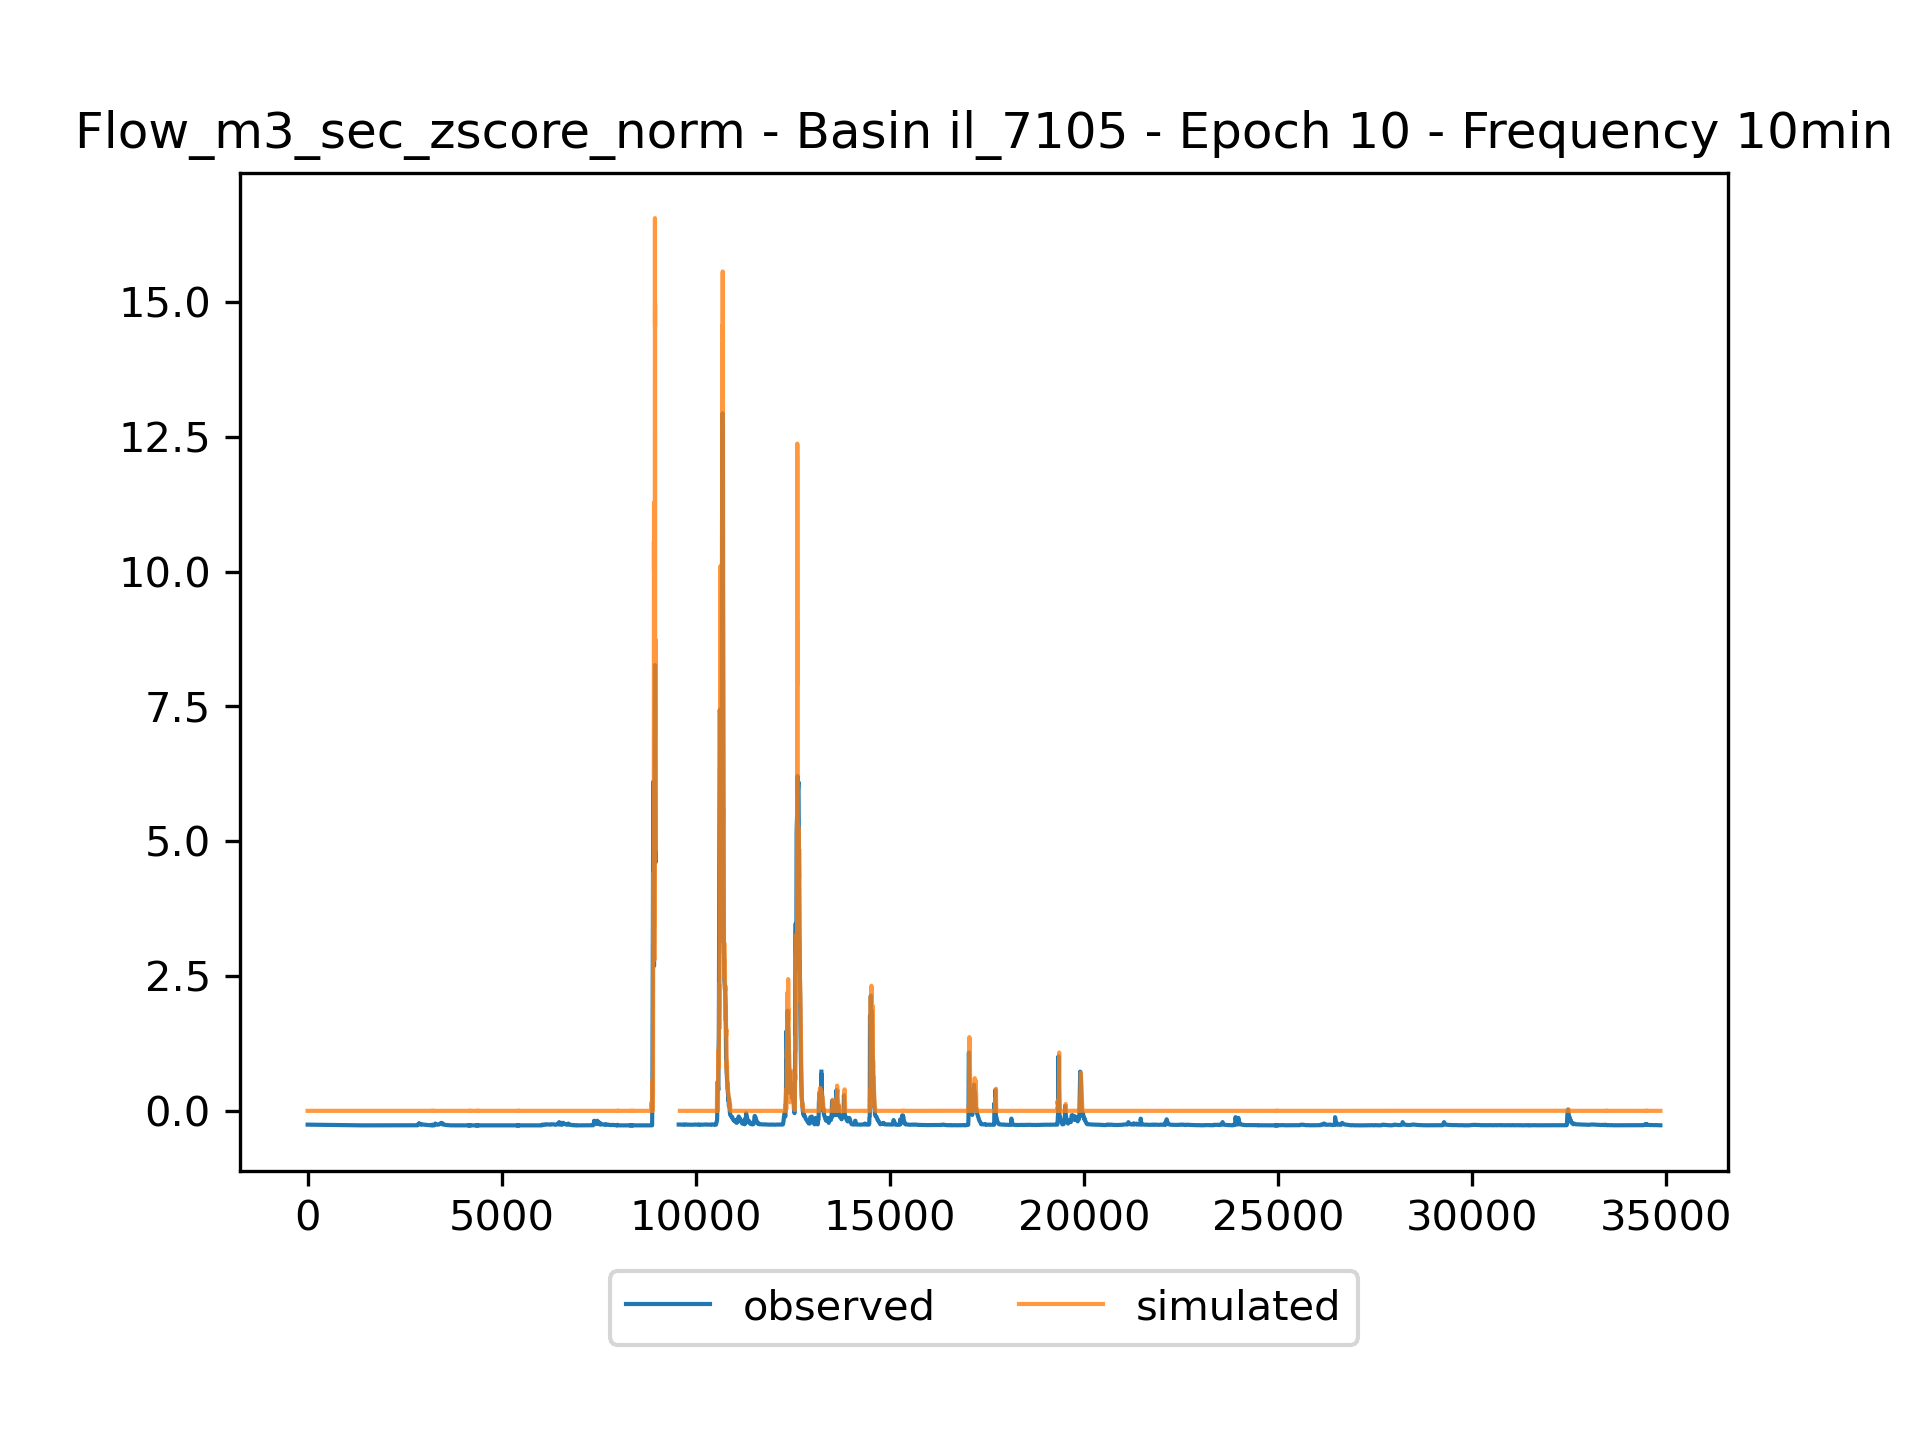 Flow_m3_sec_zscore_norm - Basin il_7105 - Epoch 10 - Frequency 10min
15.0
12.5
10.0
7.5
5.0
2.5
0.0
0 5000 10000 15000 20000 25000 30000 35000
observed simulated